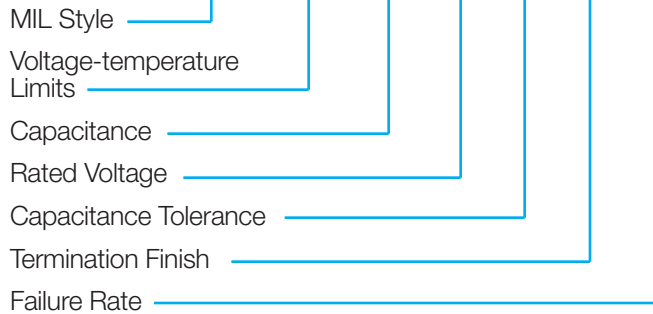 MIL Style
Voltage-temperature
Limits
Capacitance
Rated Voltage
Capacitance Tolerance
Termination Finish
Failure Rate